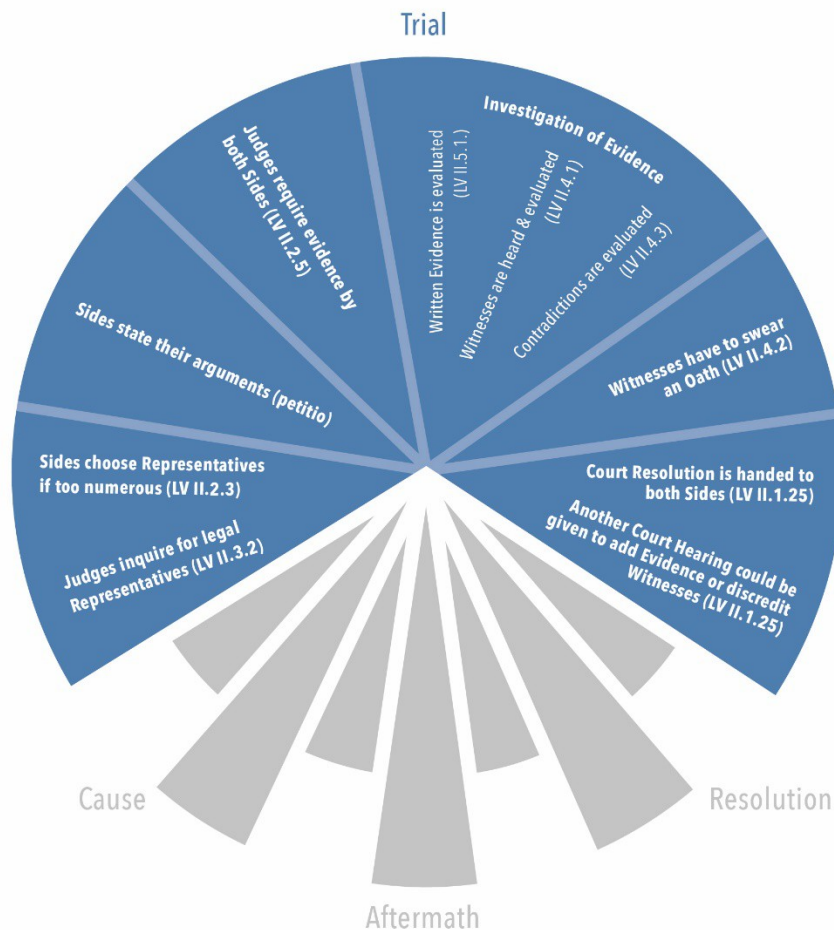 Trial
Sides choose Representatives
if too numerous (LV II.2.3)
Judges inquire for legal
Representatives (LV II.3.2)
Sides state their arguments (petitio)
Judges require evidence by
both Sides (LV II.2.5)
Investigation of Evidence
Written Evidence is evaluated
(LV II.5.1.)
Witnesses are heard & evaluated
(LV II.4.1)
Contradictions are evaluated
(LV II.4.3)
Witnesses have to swear
an Oath (LV II.4.2)
Court Resolution is handed to
both Sides (LV II.1.25)
Another Court Hearing could be
given to add Evidence or discredit
Witnesses (LV II.1.25)
Cause
Resolution
Aftermath